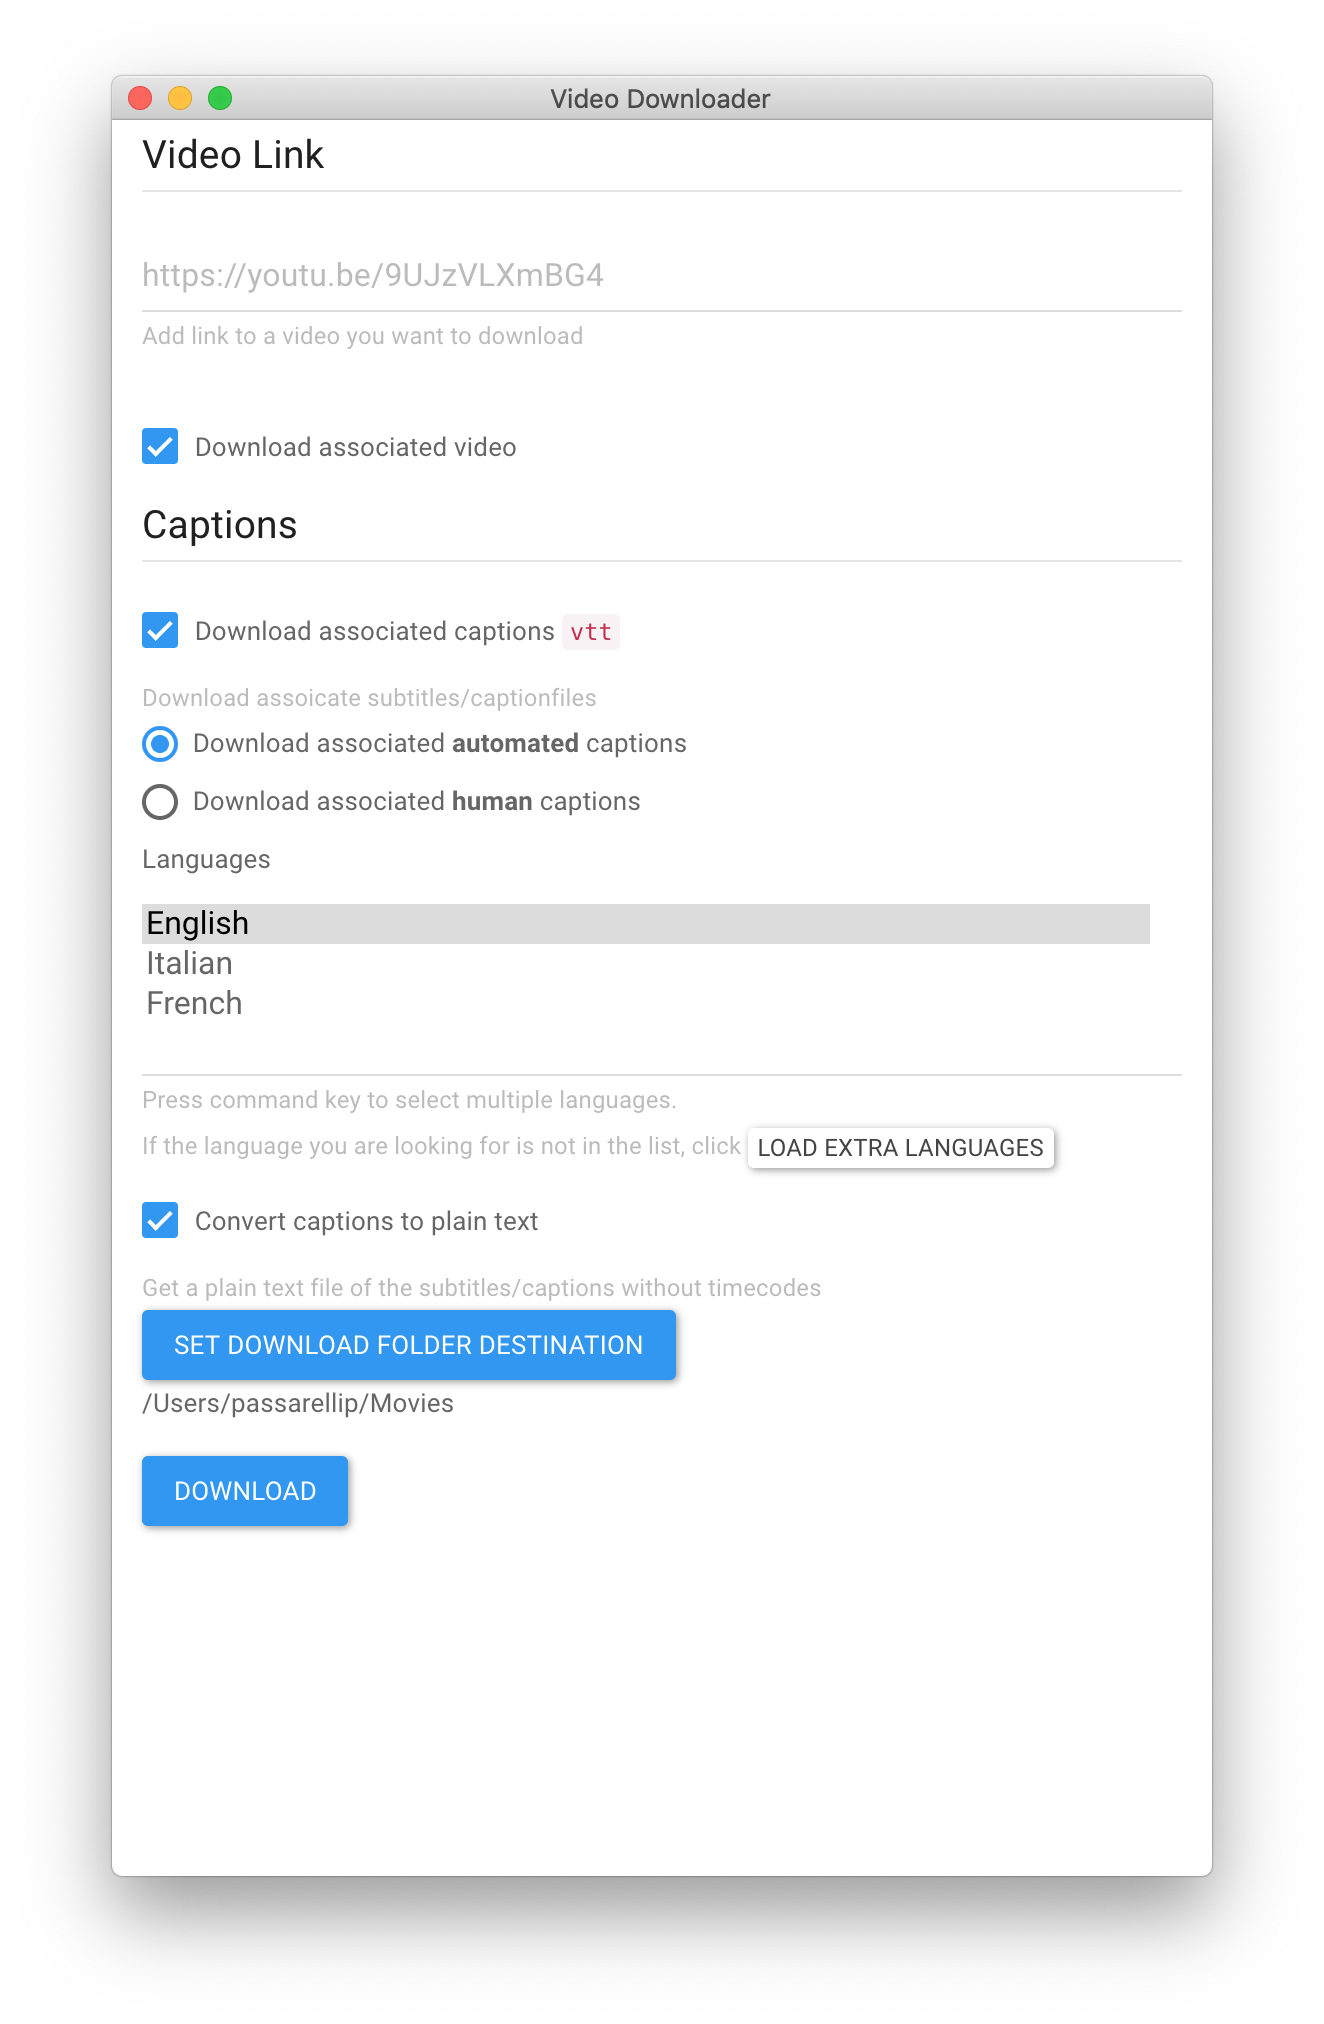 Video Downloader
Video Link
https://youtu.be/9UJzVLXmBG4
Add link to a video you want to download
Download associated video
Captions
Download associated captions vtt
Download assoicate subtitles/captionfiles
Download associated automated captions
Download associated human captions
Languages
English
Italian
French
Press command key to select multiple languages.
If the language you are looking for is not in the list, click LOAD EXTRA LANGUAGES
Convert captions to plain text
Get a plain text file of the subtitles/captions without timecodes
SET DOWNLOAD FOLDER DESTINATION
/Users/passarellip/Movies
DOWNLOAD